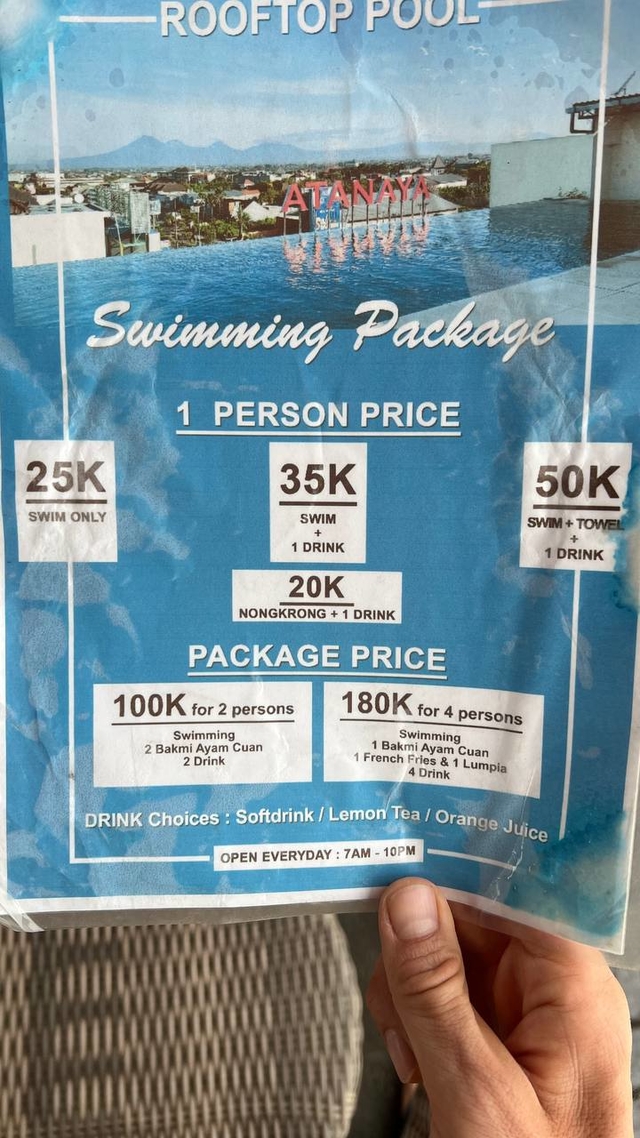 ROOFTOP POOL
ATANAYA
Swimming Package
1 PERSON PRICE
25K
SWIM ONLY
35K
SWIM
+
1 DRINK
50K
SWIM + TOWEL
+
1 DRINK
20K
NONGKRONG + 1 DRINK
PACKAGE PRICE
100K for 2 persons
Swimming
2 Bakmi Ayam Cuan
2 Drink
180K for 4 persons
Swimming
1 Bakmi Ayam Cuan
1 French Fries & 1 Lumpia
4 Drink
DRINK Choices : Softdrink / Lemon Tea / Orange Juice
OPEN EVERYDAY : 7AM - 10PM